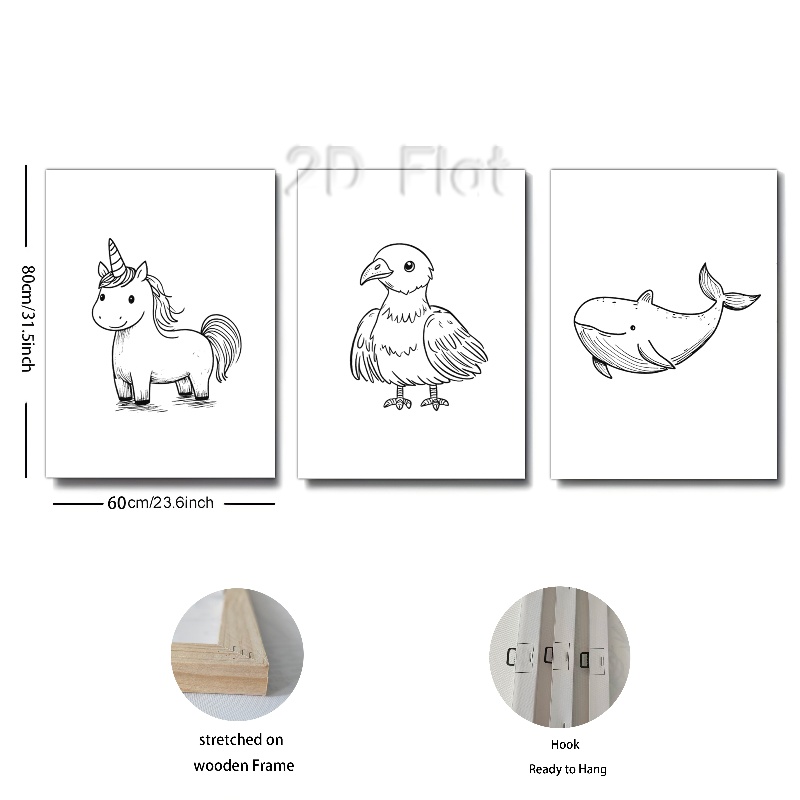 2D Flat
80cm/31.5inch
60cm/23.6inch
stretched on
wooden Frame
Hook
Ready to Hang